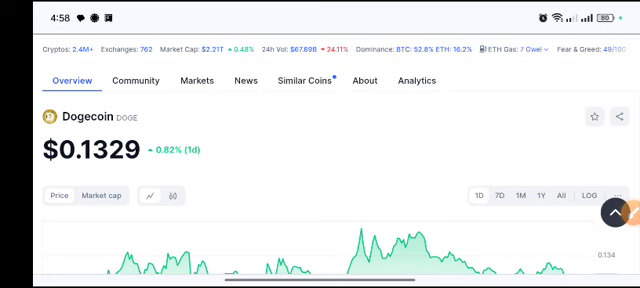 4:58 80
Cryptos: 2.4M+ Exchanges: 762 Market Cap: $2.21T 0.48% 24h Vol: $67.69B 24.11% Dominance: BTC: 52.8% ETH: 16.2% ETH Gas: 7 Gwei Fear & Greed: 49/100
Overview Community Markets News Similar Coins About Analytics
Dogecoin DOGE
$0.1329 0.82% (1d)
Price Market cap 1D 7D 1M 1Y All LOG ...
0.134